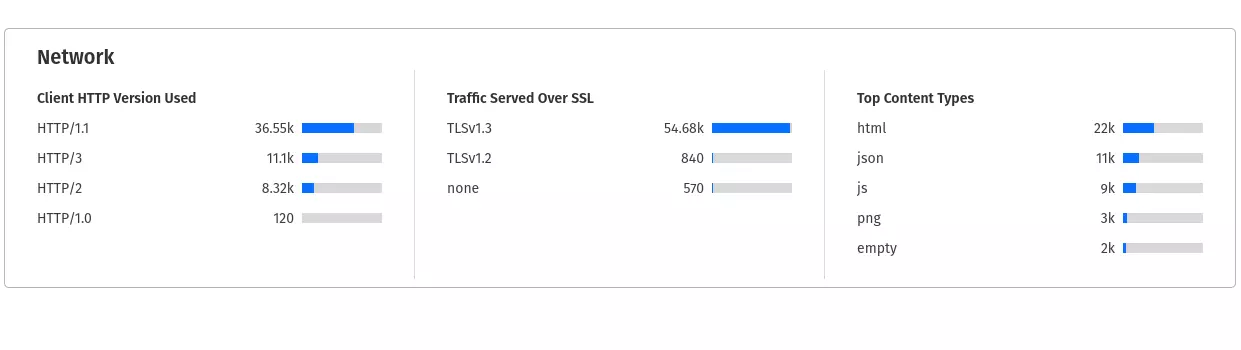 Network
Client HTTP Version Used
HTTP/1.1 36.55k
HTTP/3 11.1k
HTTP/2 8.32k
HTTP/1.0 120
Traffic Served Over SSL
TLSv1.3 54.68k
TLSv1.2 840
none 570
Top Content Types
html 22k
json 11k
js 9k
png 3k
empty 2k